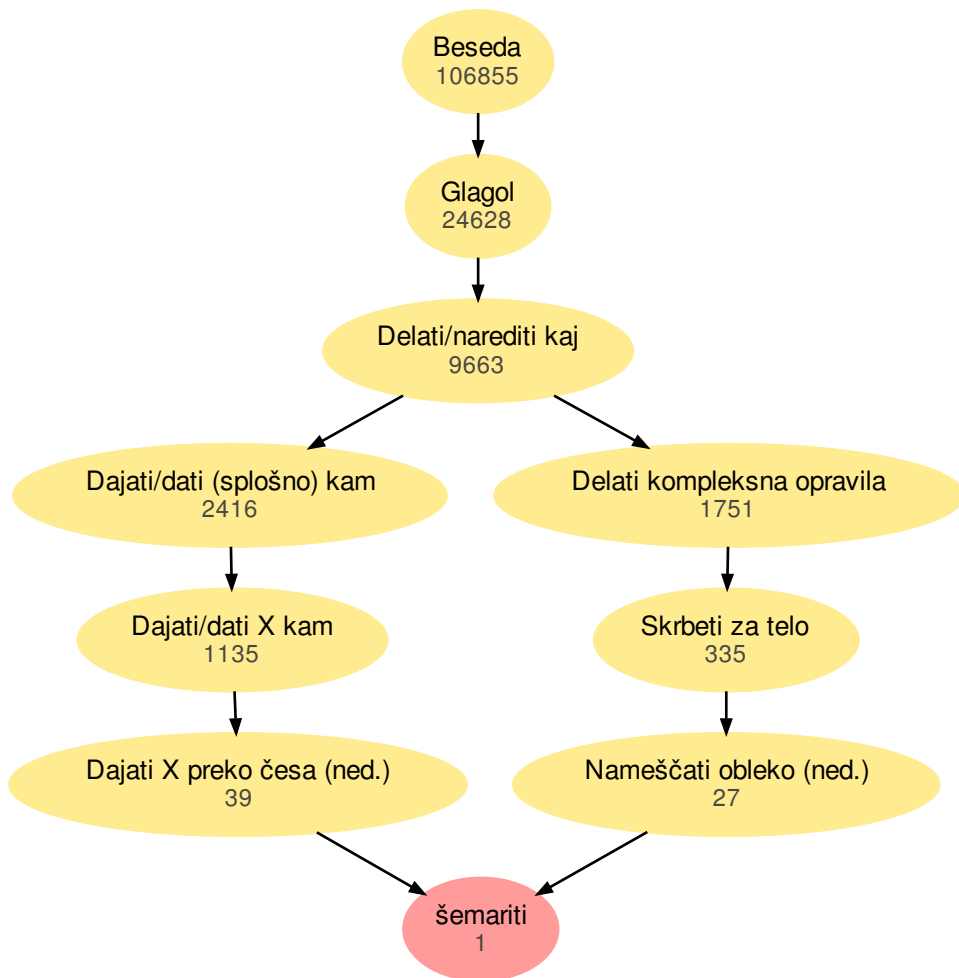 Beseda
106855
Glagol
24628
Delati/narediti kaj
9663
Dajati/dati (splošno) kam
2416
Delati kompleksna opravila
1751
Dajati/dati X kam
1135
Skrbeti za telo
335
Dajati X preko česa (ned.)
39
Nameščati obleko (ned.)
27
šemariti
1